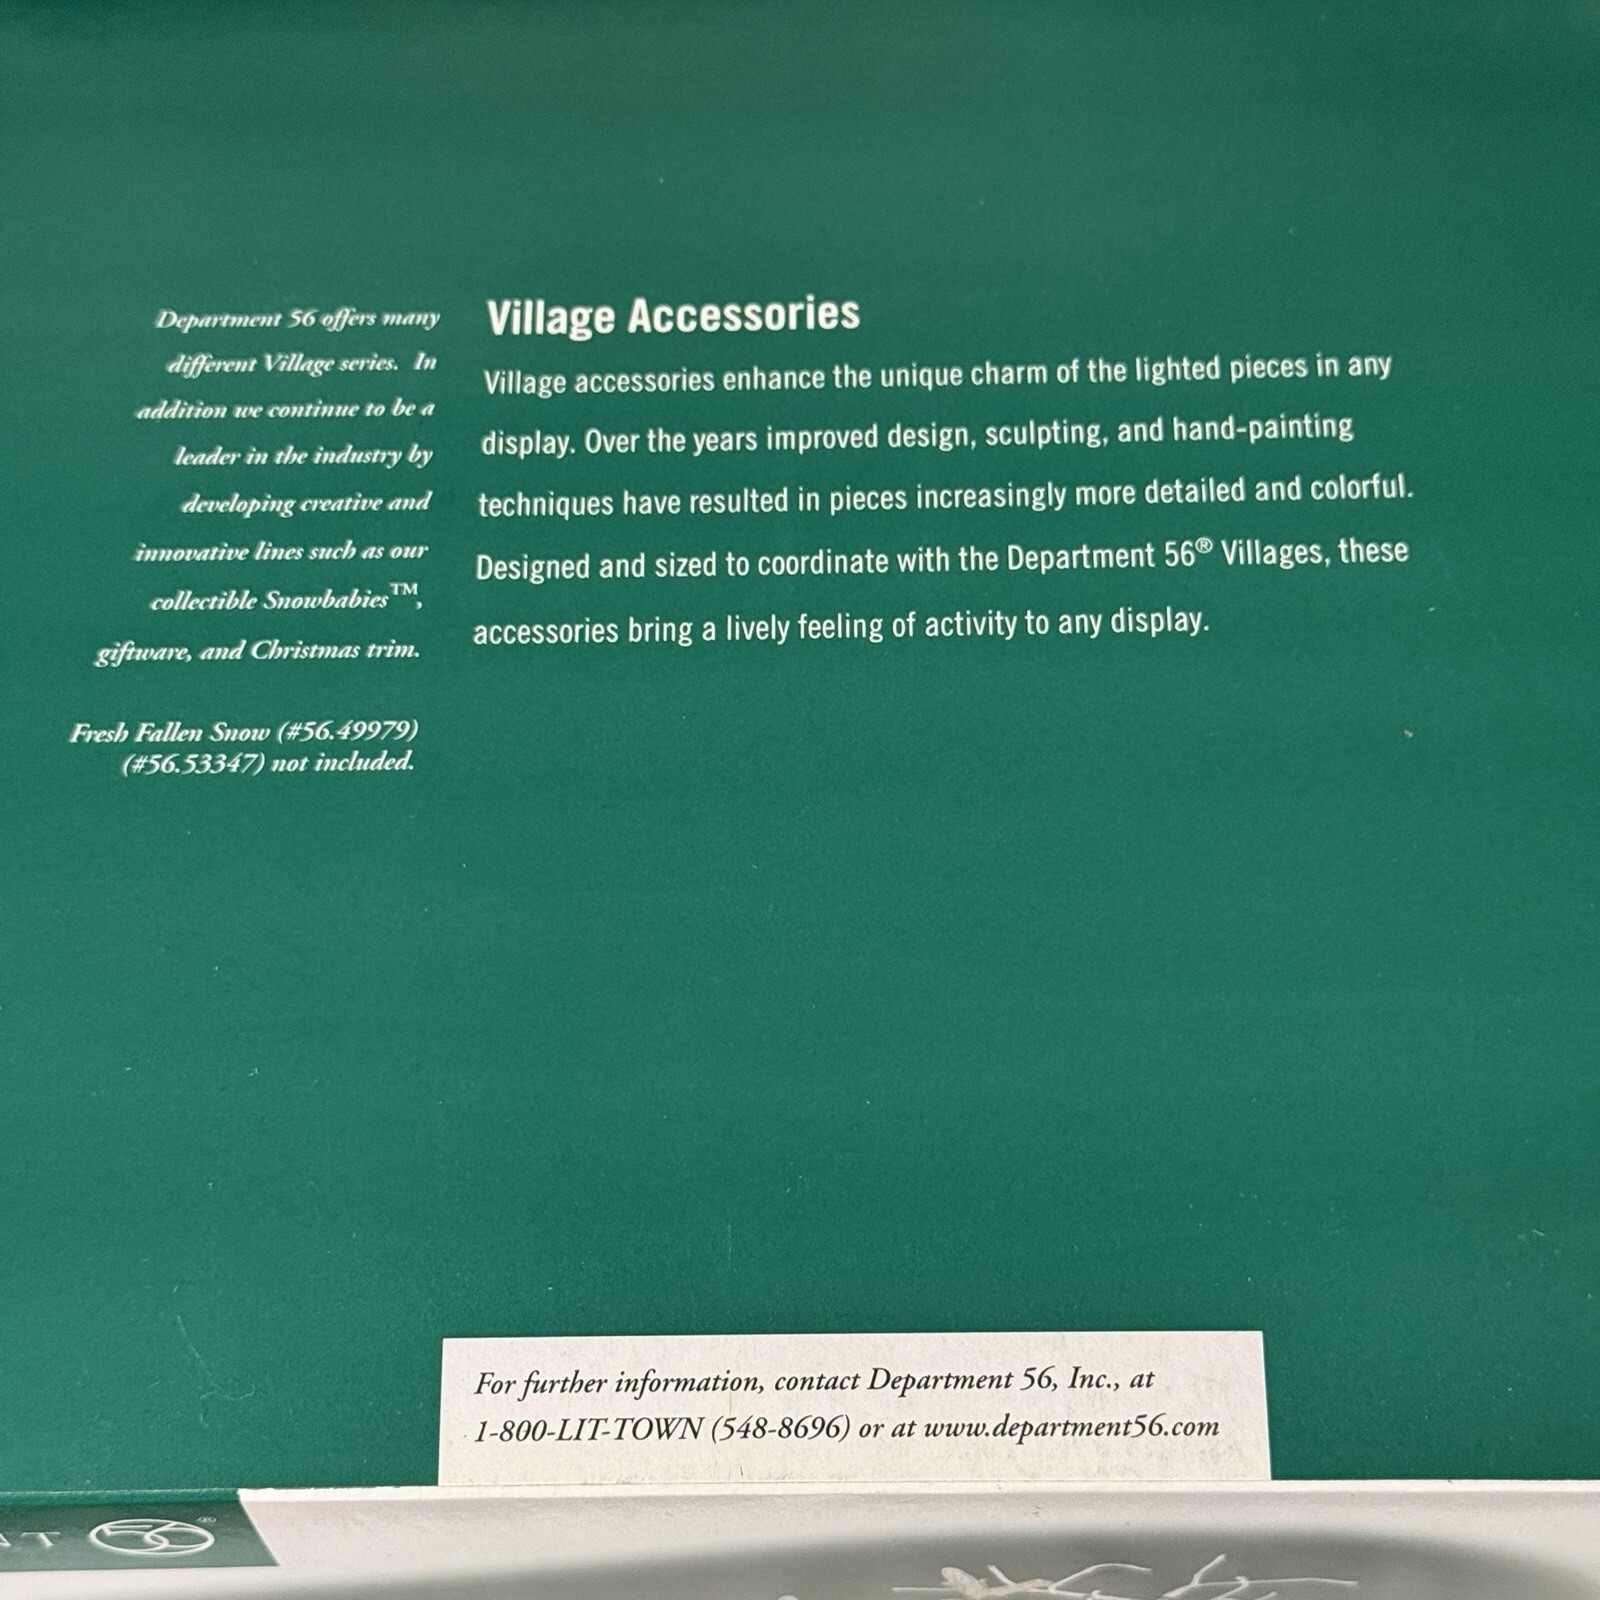 Department 56 offers many
different Village series. In
addition we continue to be a
leader in the industry by
developing creative and
innovative lines such as our
collectible Snowbabies™,
giftware, and Christmas trim.
Fresh Fallen Snow (#56.49979)
(#56.53347) not included.
Village Accessories
Village accessories enhance the unique charm of the lighted pieces in any
display. Over the years improved design, sculpting, and hand-painting
techniques have resulted in pieces increasingly more detailed and colorful.
Designed and sized to coordinate with the Department 56® Villages, these
accessories bring a lively feeling of activity to any display.
For further information, contact Department 56, Inc., at
1-800-LIT-TOWN (548-8696) or at www.department56.com
56®